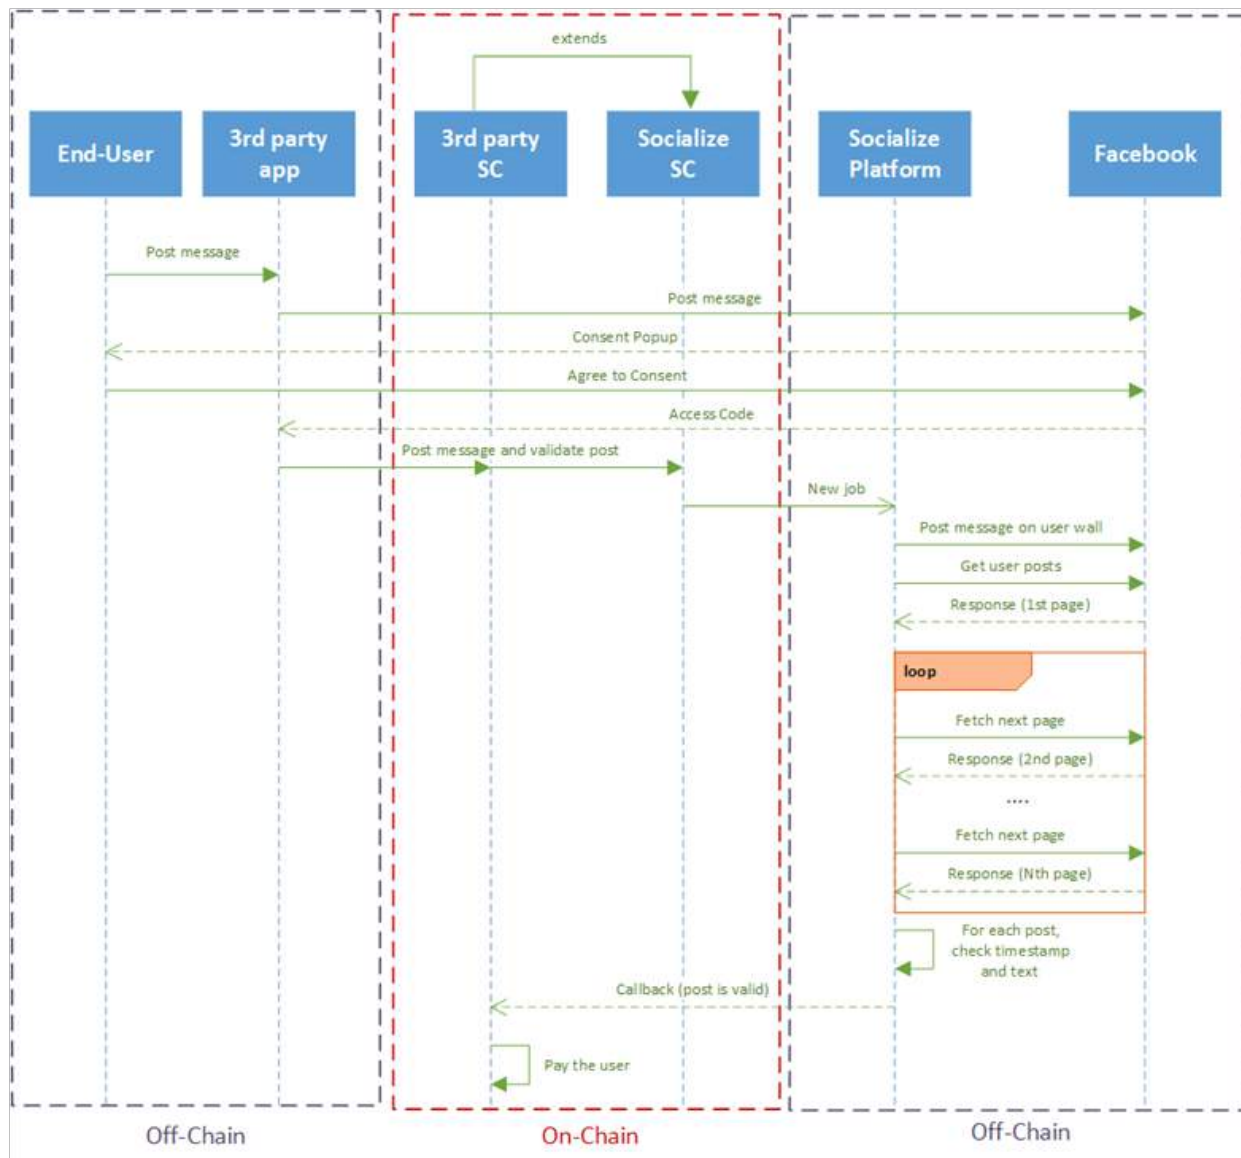 extends
End-User
3rd party
app
3rd party
SC
Socialize
SC
Socialize
Platform
Facebook
Post message
Post message
Consent Popup
Agree to Consent
Access Code
Post message and validate post
New job
Post message on user wall
Get user posts
Response (1st page)
loop
Fetch next page
Response (2nd page)
....
Fetch next page
Response (Nth page)
For each post,
check timestamp
and text
Callback (post is valid)
Pay the user
Off-Chain
On-Chain
Off-Chain